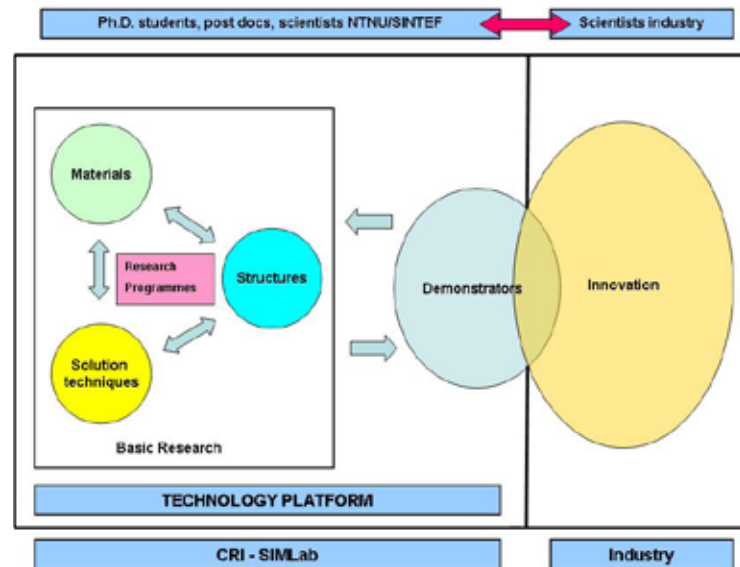 Ph.D. students, post docs, scientists NTNU/SINTEF
Scientists industry
Materials
Research
Programmes
Structures
Solution
techniques
Basic Research
Demonstrators
Innovation
TECHNOLOGY PLATFORM
CRI - SIMLab
Industry